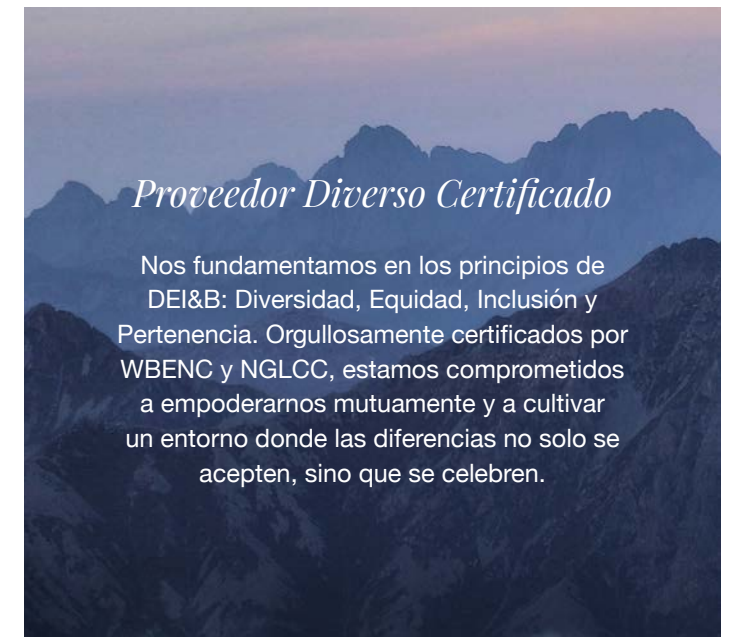 Proveedor Diverso Certificado
Nos fundamentamos en los principios de
DEI&B: Diversidad, Equidad, Inclusión y
Pertenencia. Orgullosamente certificados por
WBENC y NGLCC, estamos comprometidos
a empoderarnos mutuamente y a cultivar
un entorno donde las diferencias no solo se
acepten, sino que se celebren.